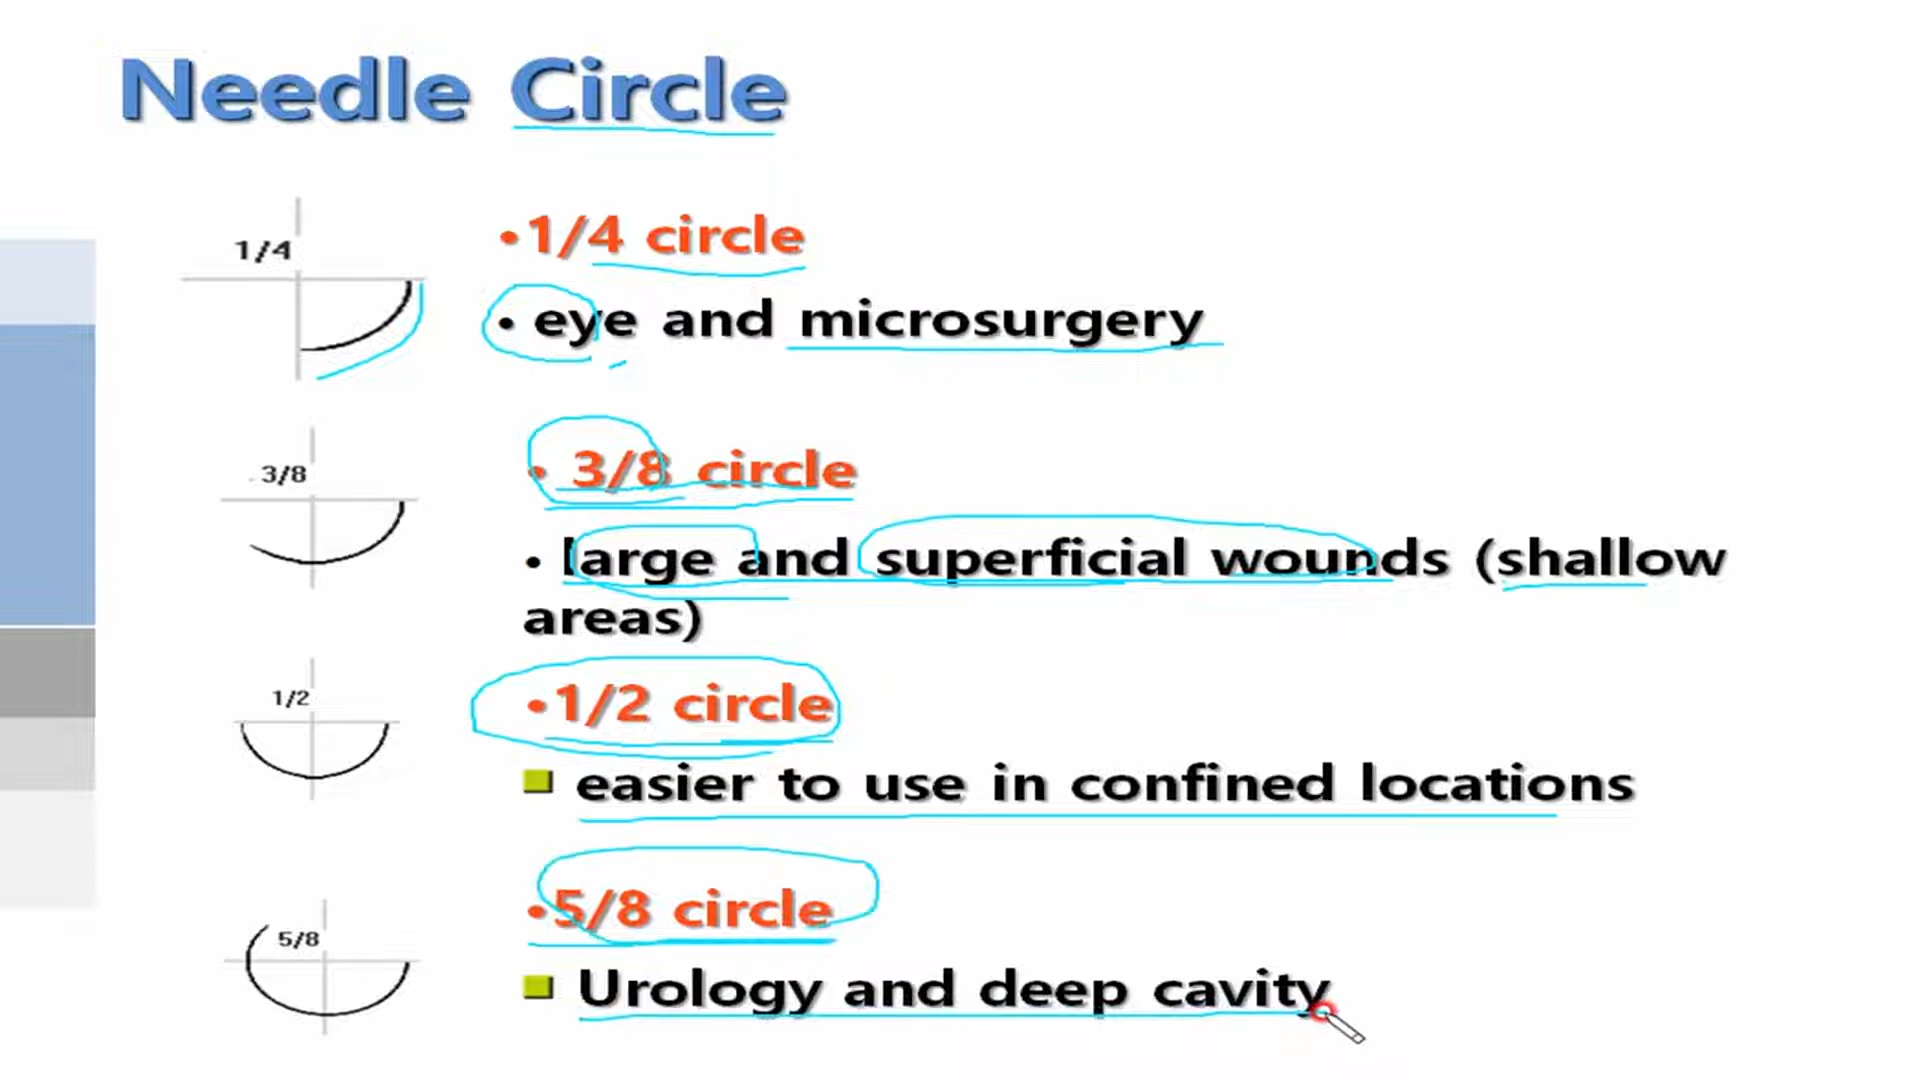 Needle Circle
1/4
•1/4 circle
• eye and microsurgery
3/8
• 3/8 circle
• large and superficial wounds (shallow
areas)
1/2
•1/2 circle
easier to use in confined locations
5/8
•5/8 circle
Urology and deep cavity